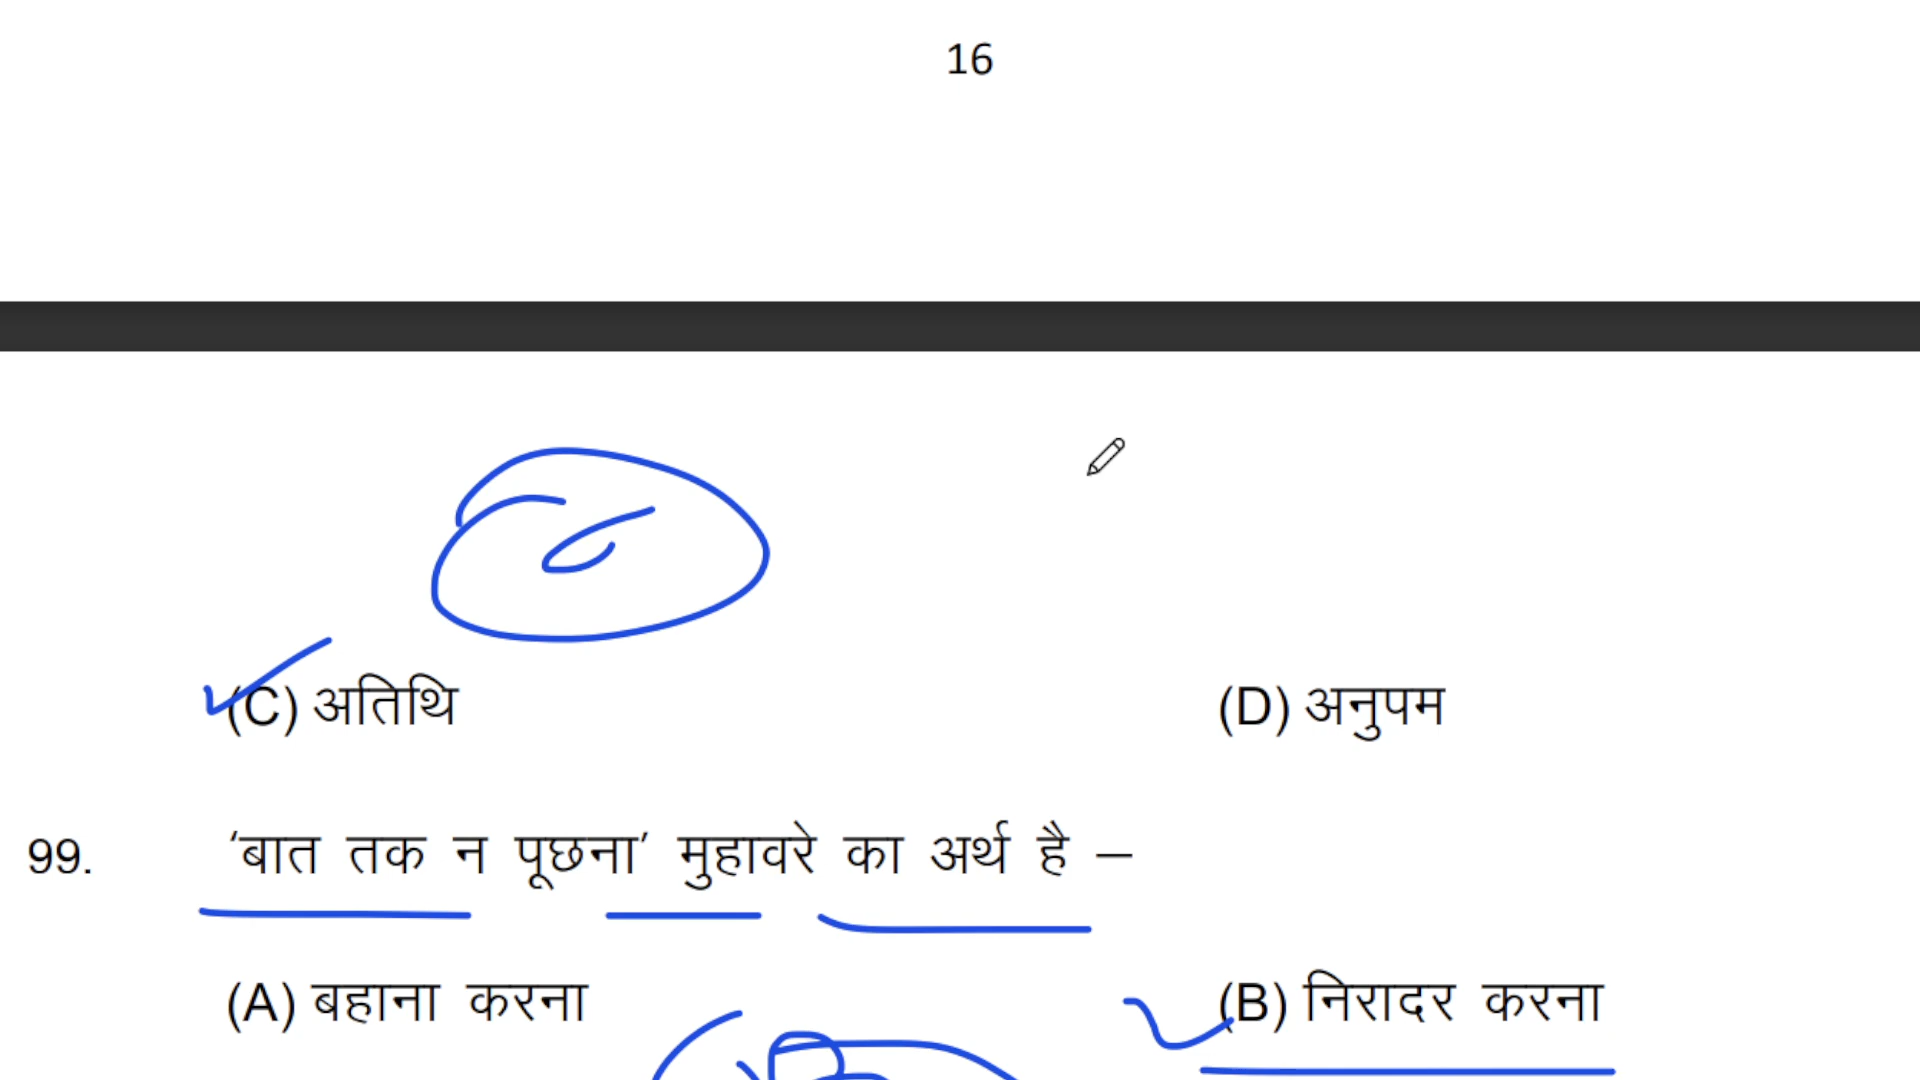 16
(C) अतिथि (D) अनुपम
99. ‘बात तक न पूछना’ मुहावरे का अर्थ है –
(A) बहाना करना (B) निरादर करना